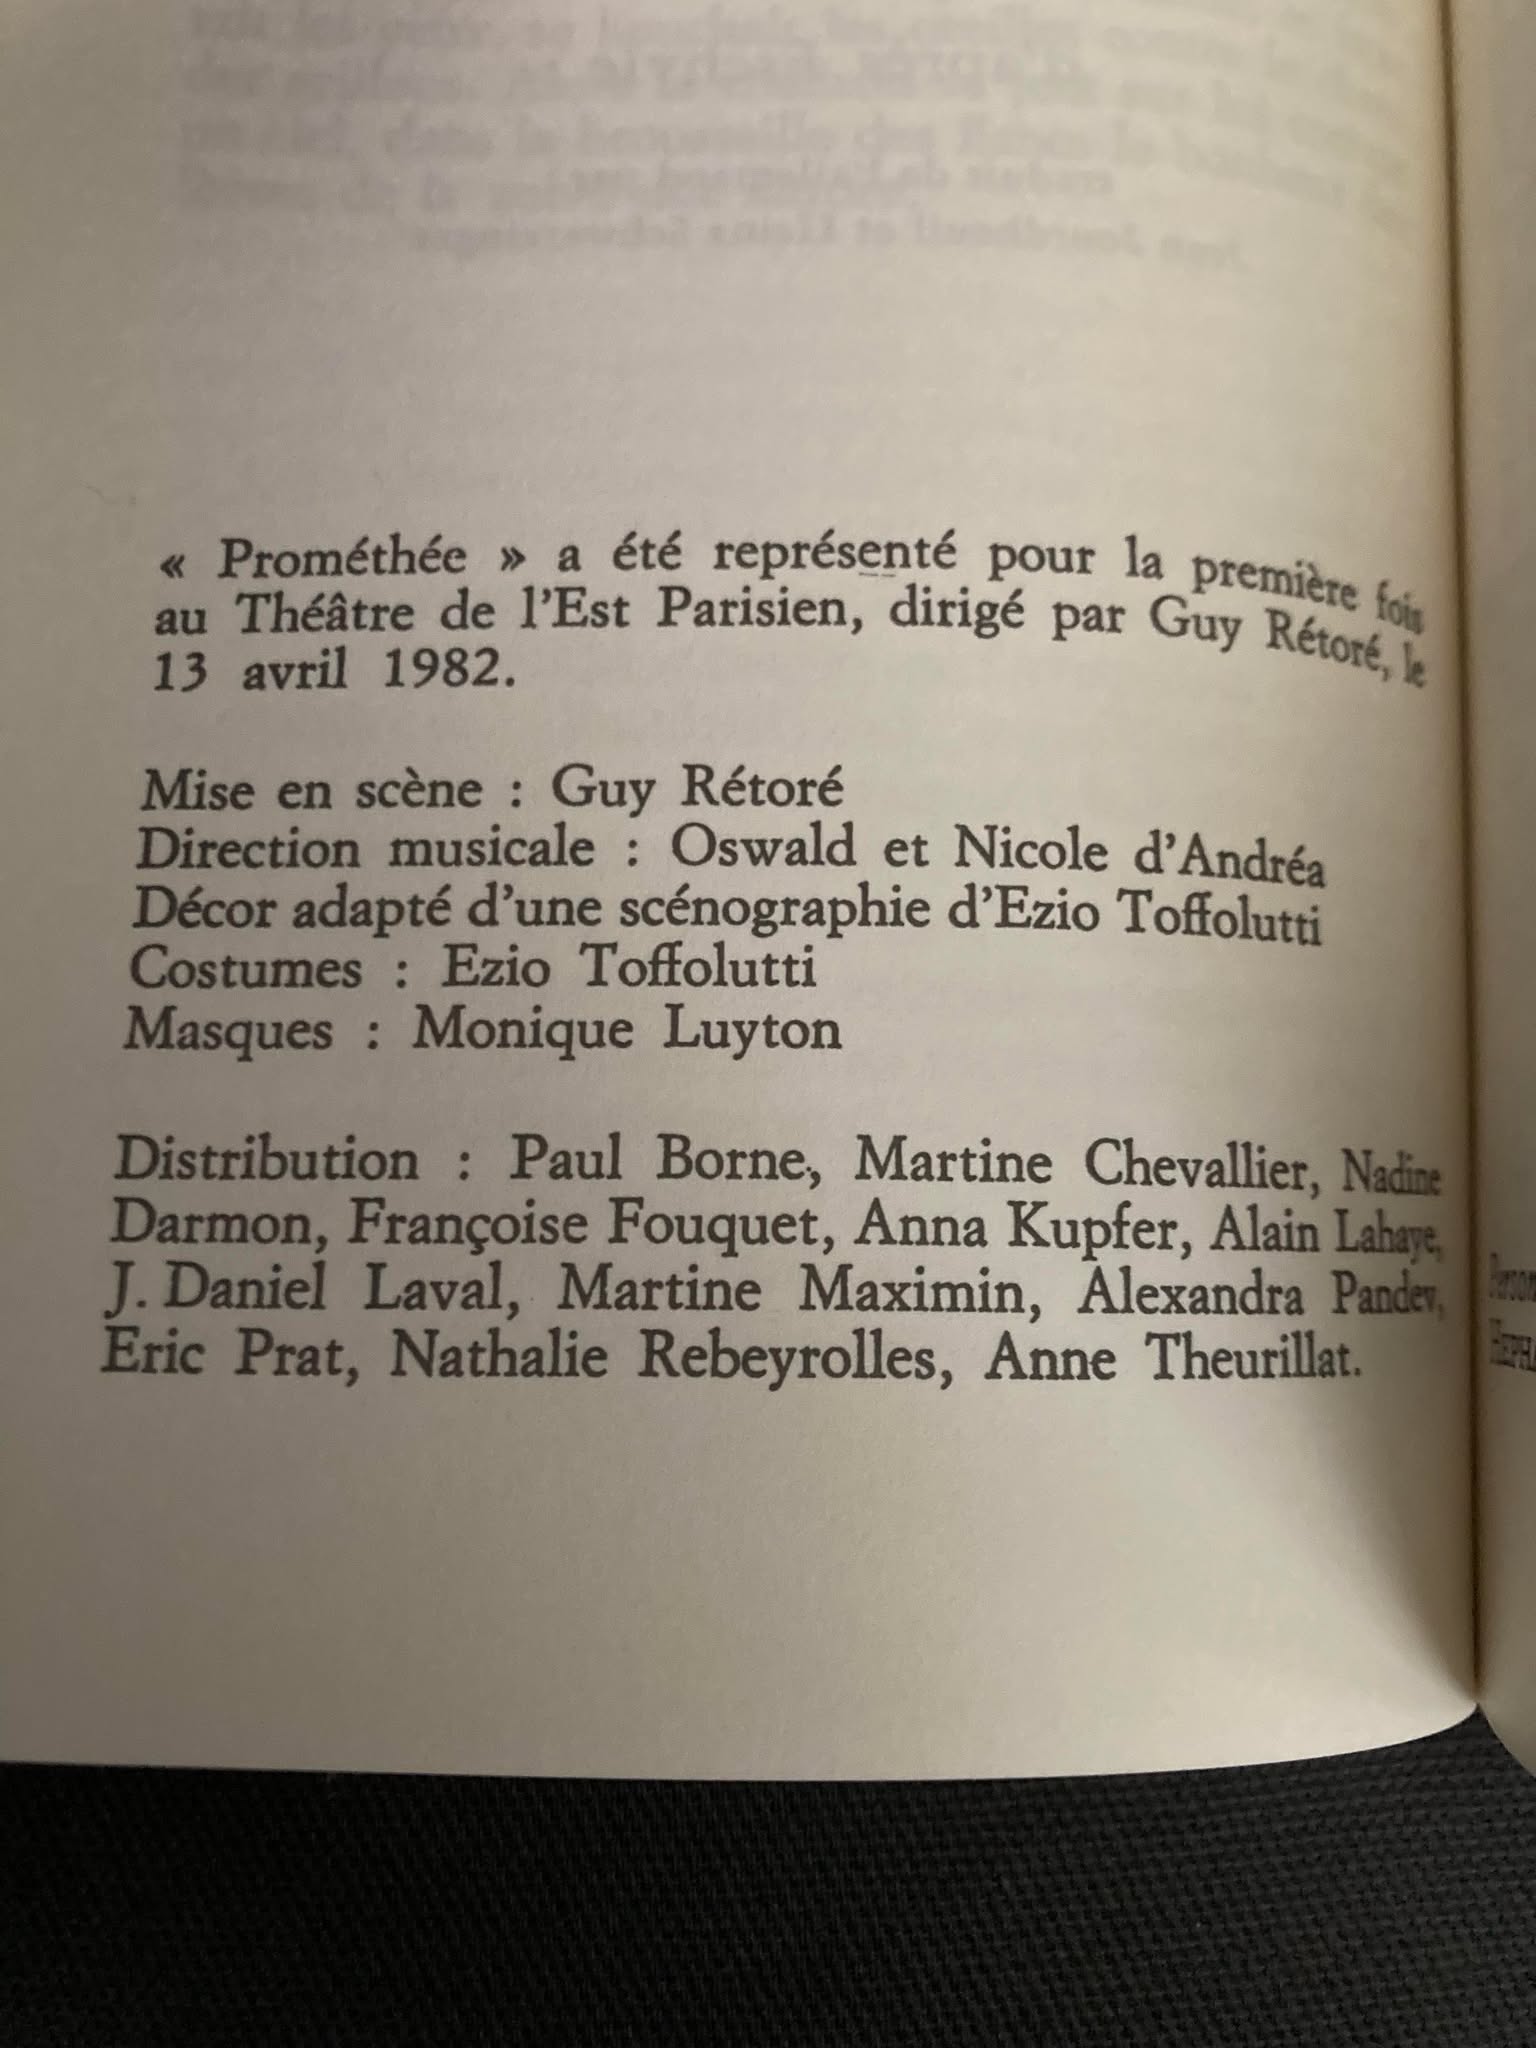 « Prométhée » a été représenté pour la première fois
au Théâtre de l'Est Parisien, dirigé par Guy Rétoré, le
13 avril 1982.
Mise en scène : Guy Rétoré
Direction musicale : Oswald et Nicole d'Andréa
Décor adapté d'une scénographie d'Ezio Toffolutti
Costumes : Ezio Toffolutti
Masques : Monique Luyton
Distribution : Paul Borne, Martine Chevallier, Nadine
Darmon, Françoise Fouquet, Anna Kupfer, Alain Lahaye,
J. Daniel Laval, Martine Maximin, Alexandra Pandev,
Eric Prat, Nathalie Rebeyrolles, Anne Theurillat.